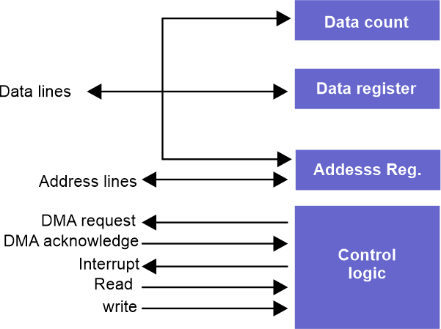 Data count
Data lines
Data register
Addesss Reg.
Address lines
DMA request
DMA acknowledge
Interrupt
Read
write
Control
logic